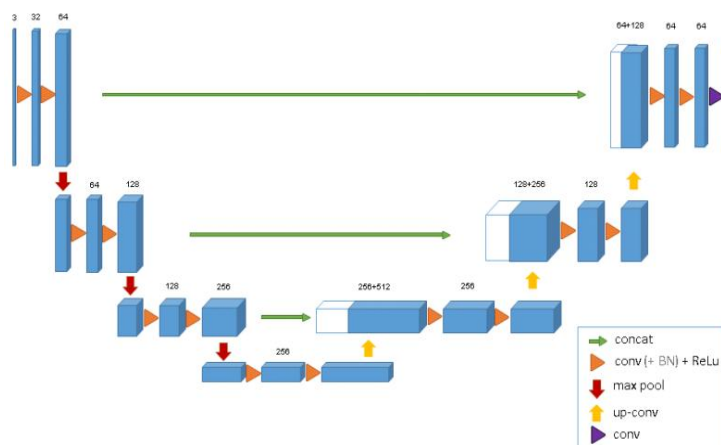 3 32 64
64+128 64 64
64 128
128+256 128
128 256
256+512 256
256
concat
conv (+ BN) + ReLu
max pool
up-conv
conv